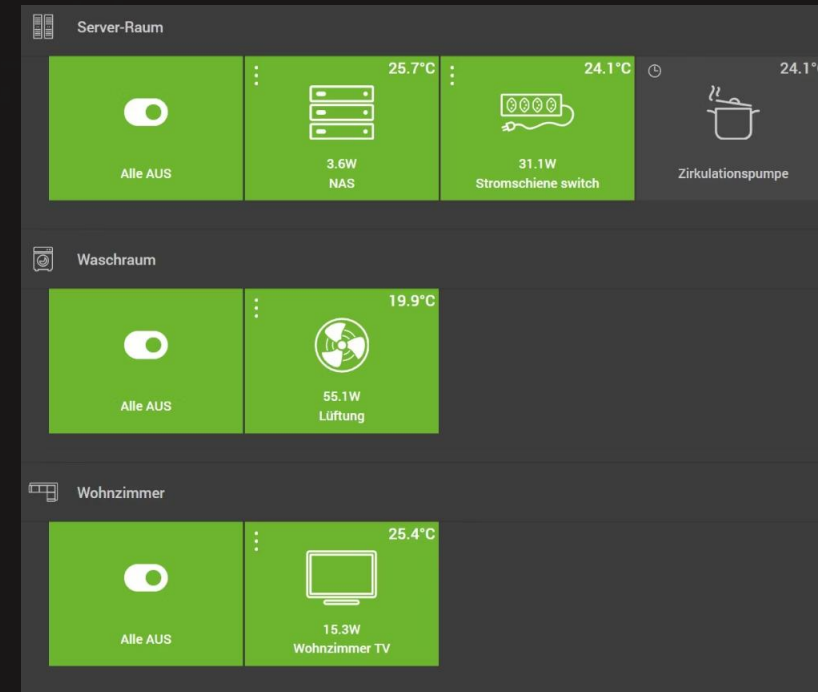 Server-Raum
25.7°C
24.1°C
24.1°
Alle AUS
3.6W
NAS
31.1W
Stromschiene switch
Zirkulationspumpe
Waschraum
19.9°C
Alle AUS
55.1W
Lüftung
Wohnzimmer
25.4°C
Alle AUS
15.3W
Wohnzimmer TV